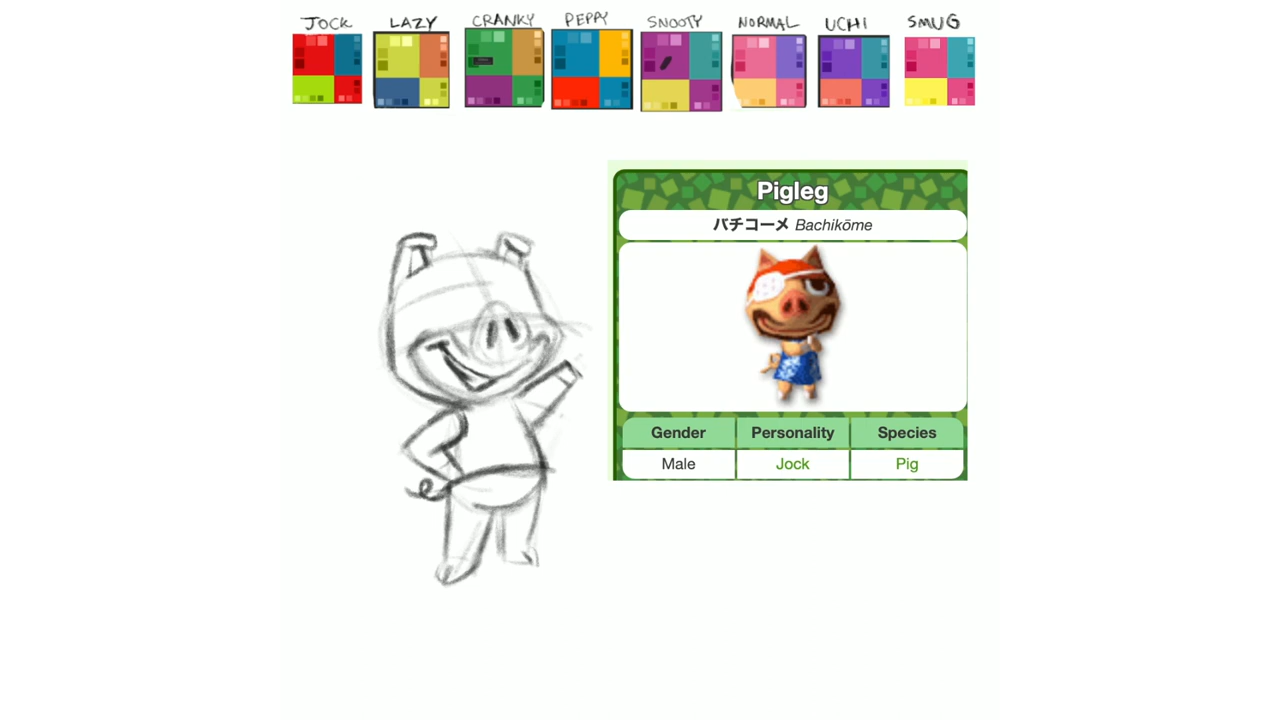 JOCK LAZY CRANKY PEPPY SNOOTY NORMAL UCHI SMUG
Pigleg
バチコーメ Bachikōme
Gender Personality Species
Male Jock Pig